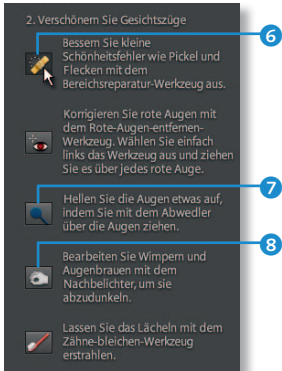 2. Verschönern Sie Gesichtszüge
6
Bessern Sie kleine
Schönheitsfehler wie Pickel und
Flecken mit dem
Bereichsreparatur-Werkzeug aus.
Korrigieren Sie rote Augen mit
dem Rote-Augen-entfernen-
Werkzeug. Wählen Sie einfach
links das Werkzeug aus und ziehen
Sie es über jedes rote Auge.
7
Hellen Sie die Augen etwas auf,
indem Sie mit dem Abwedler
über die Augen ziehen.
8
Bearbeiten Sie Wimpern und
Augenbrauen mit dem
Nachbelichter, um sie
abzudunkeln.
Lassen Sie das Lächeln mit dem
Zähne-bleichen-Werkzeug
erstrahlen.